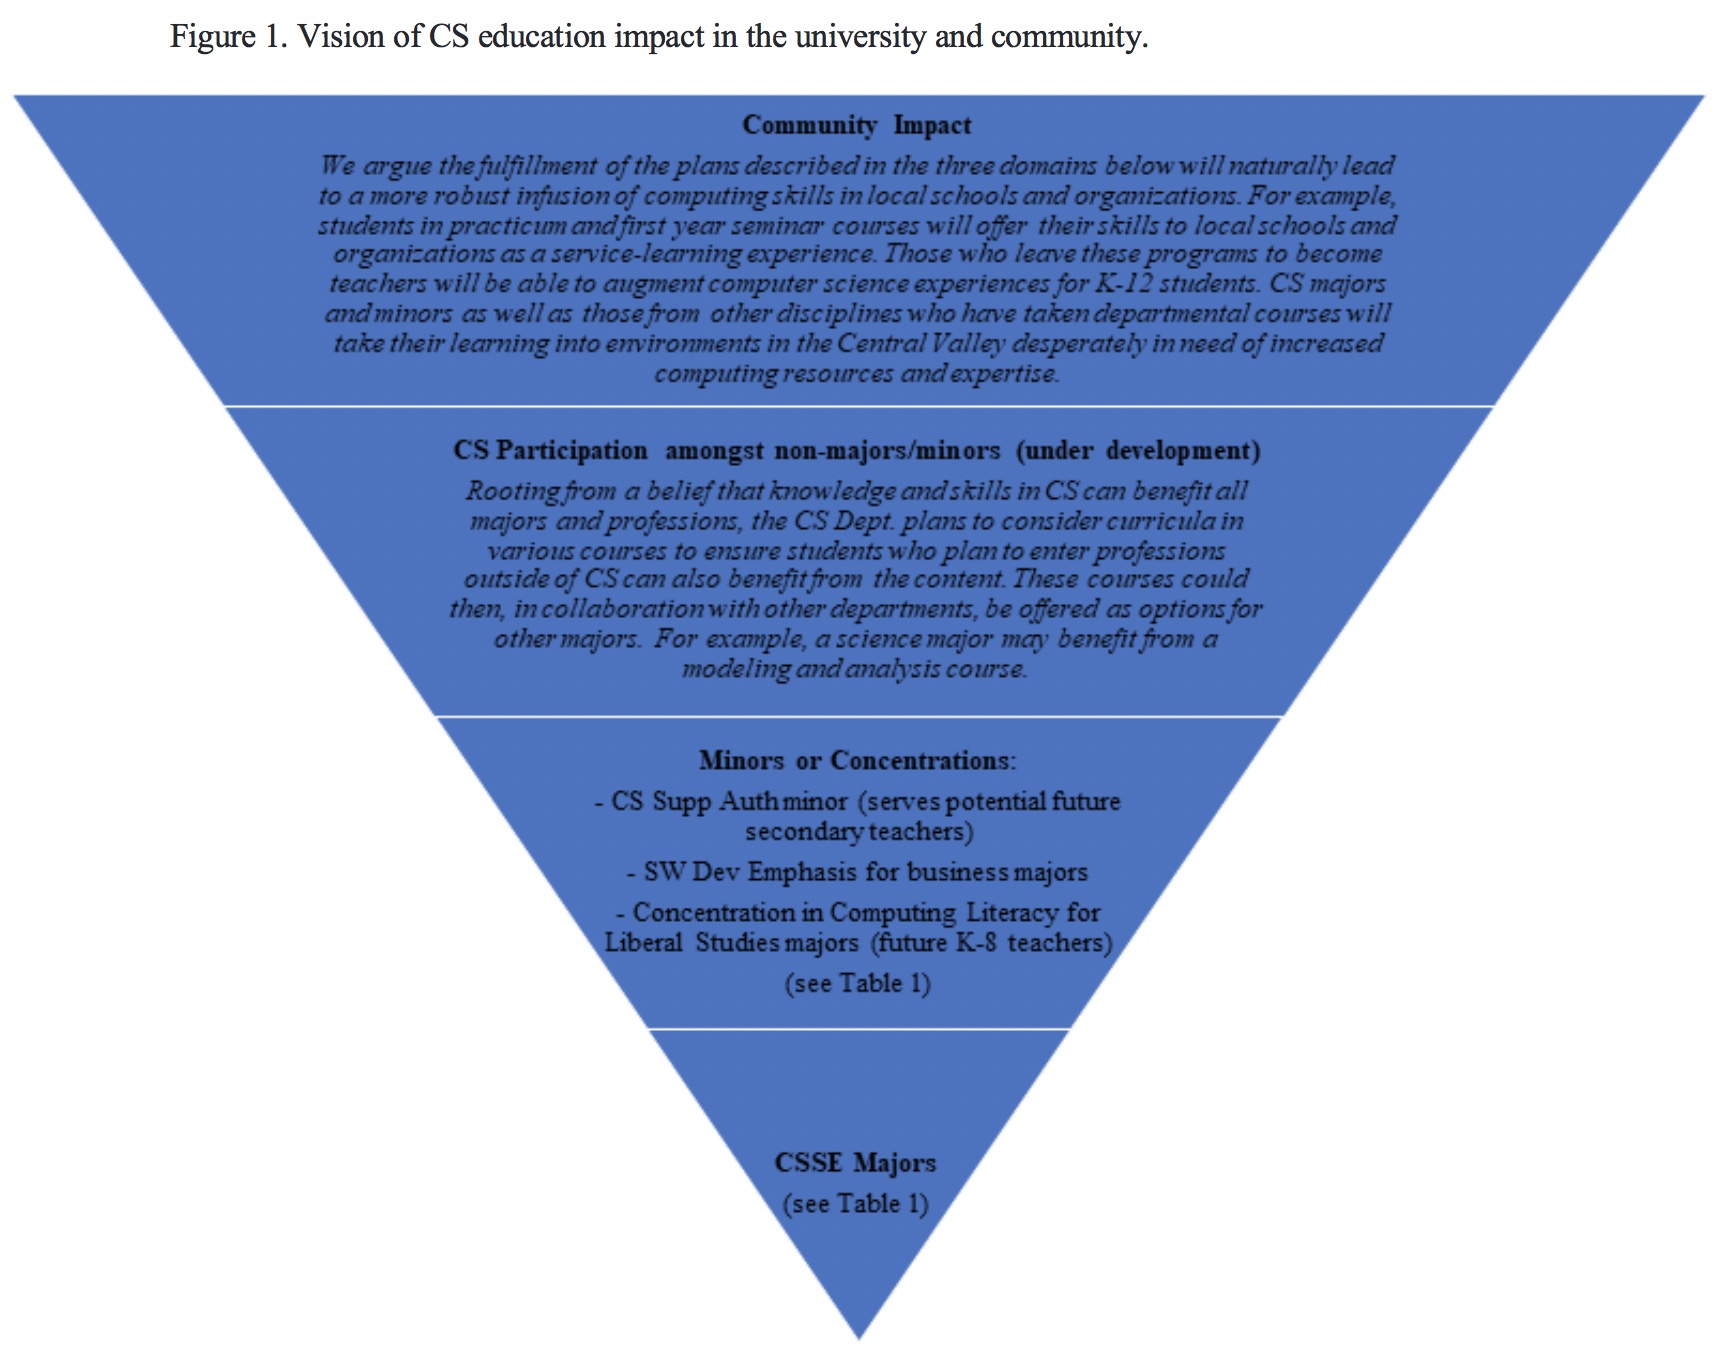 Figure 1. Vision of CS education impact in the university and community.
Community Impact
We argue the fulfillment of the plans described in the three domains below will naturally lead
to a more robust infusion of computing skills in local schools and organizations. For example,
students in practicum and first year seminar courses will offer their skills to local schools and
organizations as a service-learning experience. Those who leave these programs to become
teachers will be able to augment computer science experiences for K-12 students. CS majors
and minors as well as those from other disciplines who have taken departmental courses will
take their learning into environments in the Central Valley desperately in need of increased
computing resources and expertise.
CS Participation amongst non-majors/minors (under development)
Rooting from a belief that knowledge and skills in CS can benefit all
majors and professions, the CS Dept. plans to consider curricula in
various courses to ensure students who plan to enter professions
outside of CS can also benefit from the content. These courses could
then, in collaboration with other departments, be offered as options for
other majors. For example, a science major may benefit from a
modeling and analysis course.
Minors or Concentrations:
- CS Supp Auth minor (serves potential future
secondary teachers)
- SW Dev Emphasis for business majors
- Concentration in Computing Literacy for
Liberal Studies majors (future K-8 teachers)
(see Table 1)
CSSE Majors
(see Table 1)